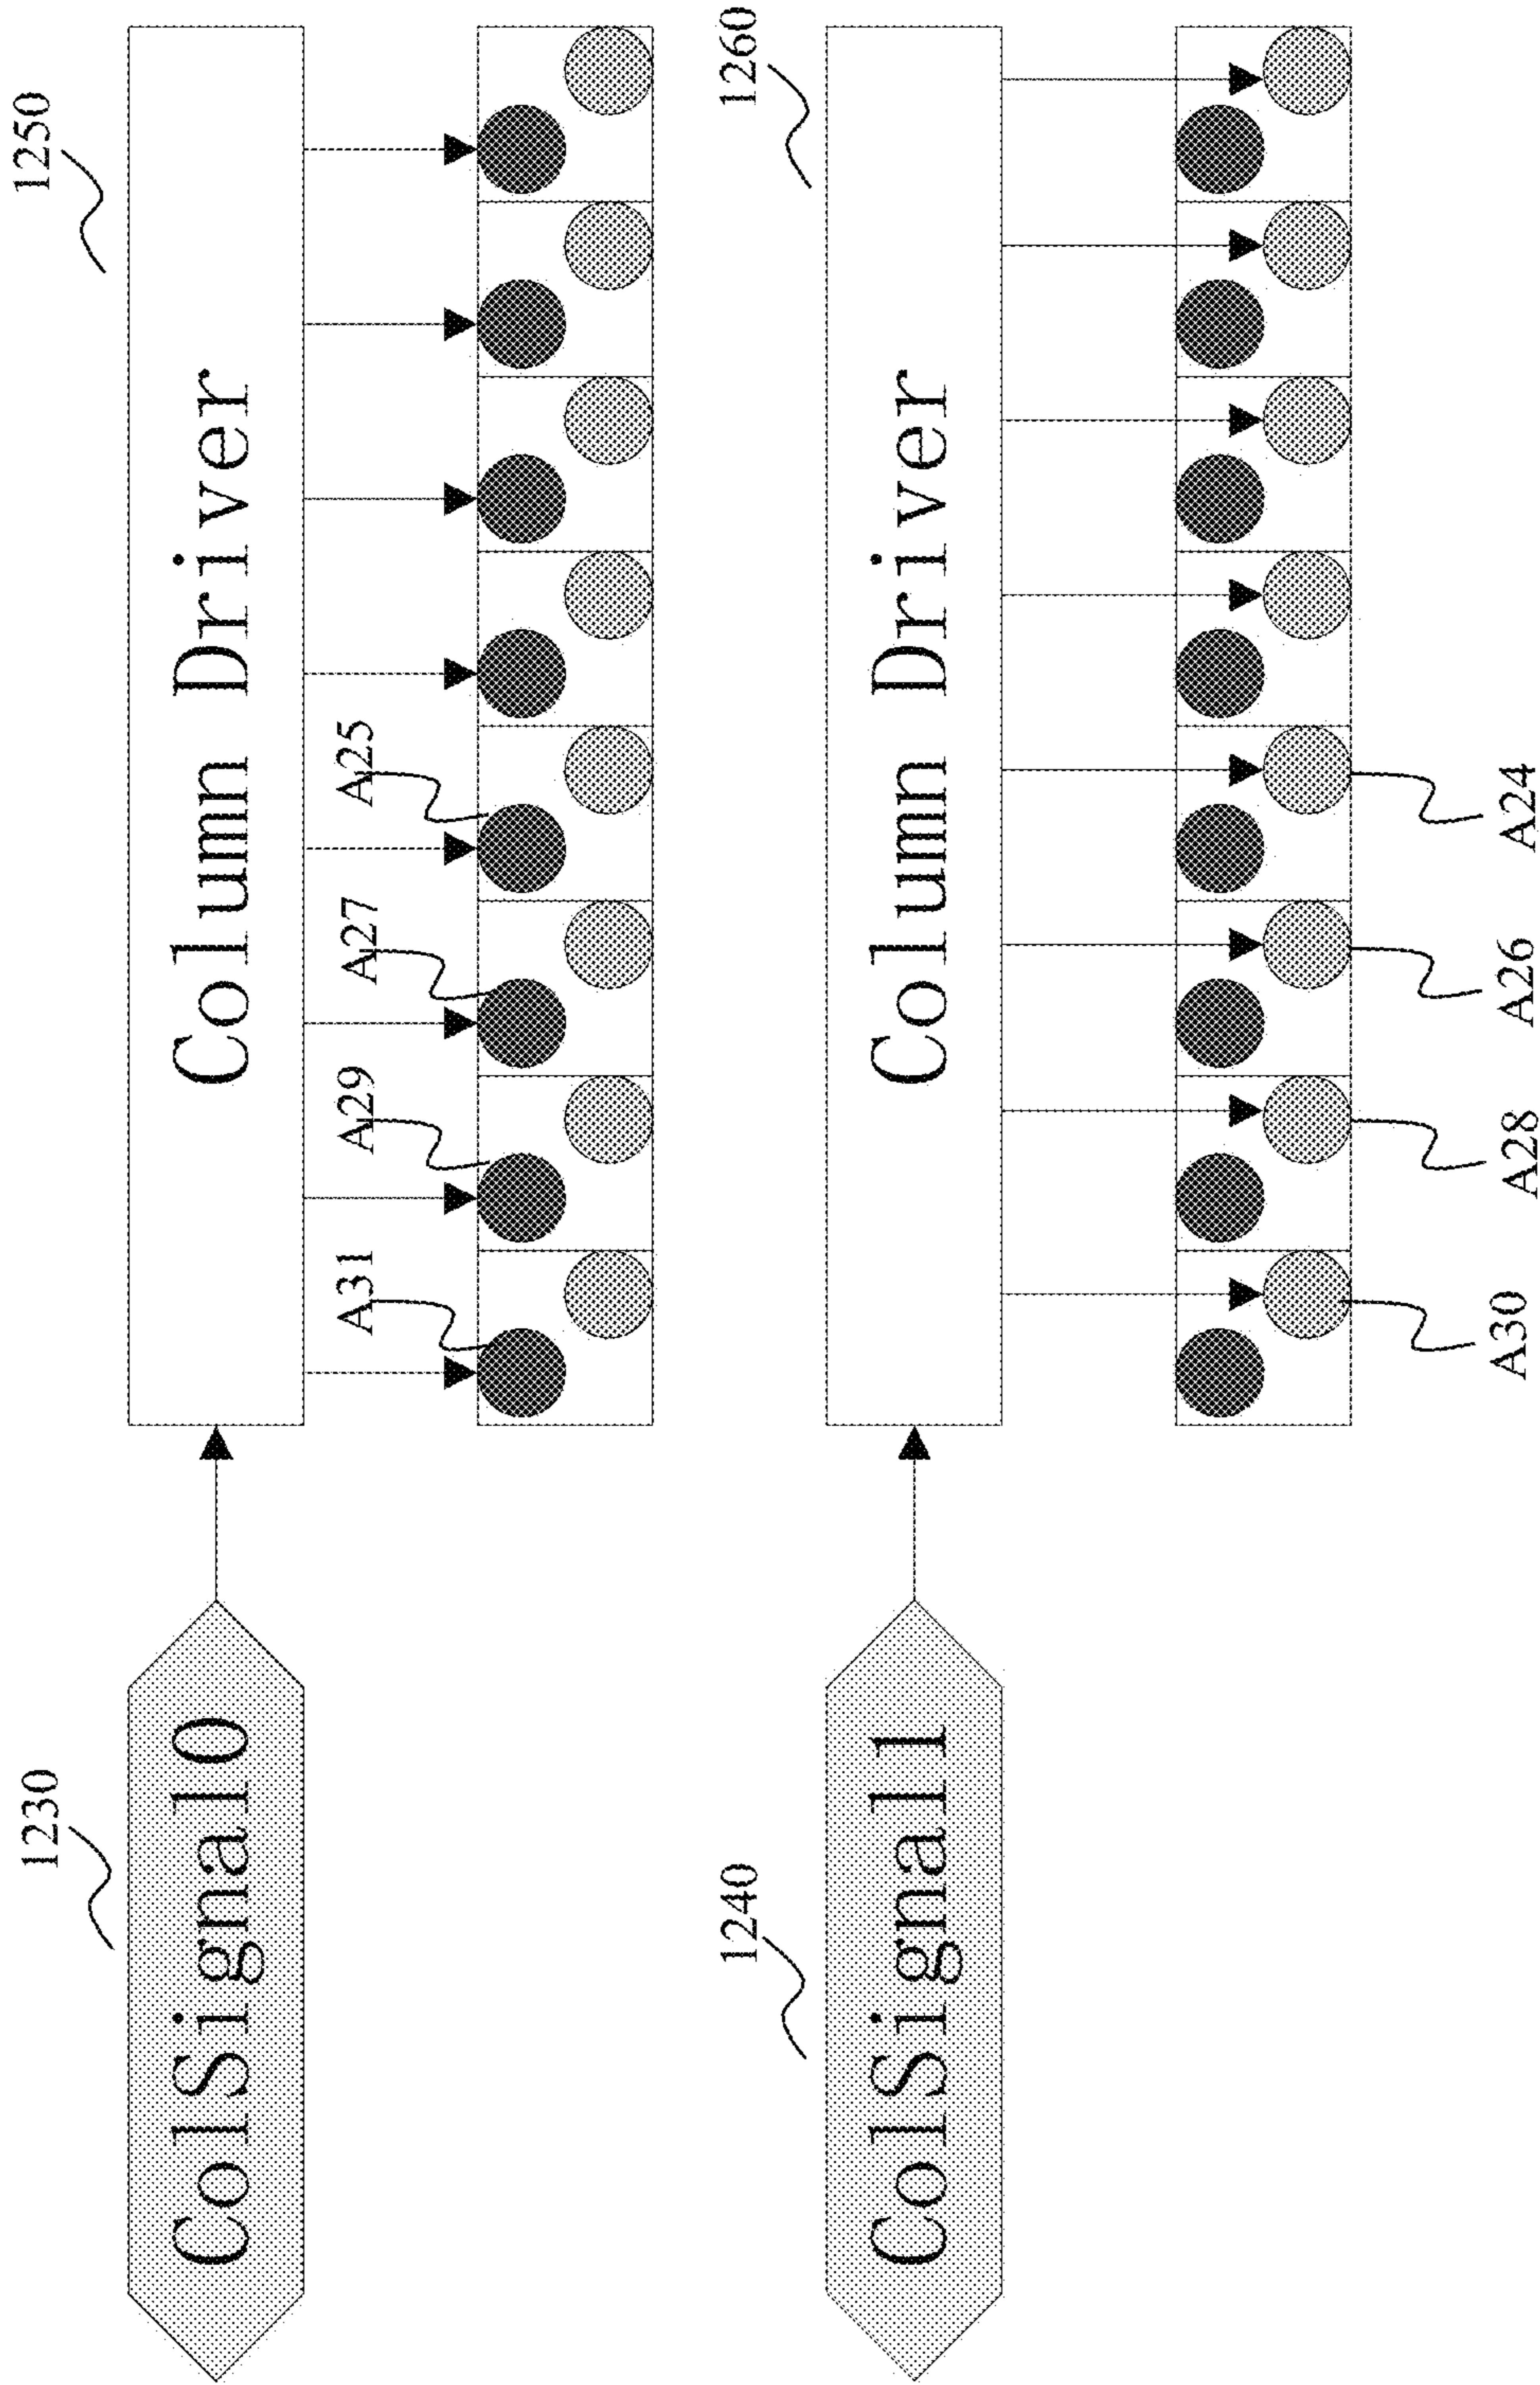 1230
1250
ColSignal0
Column Driver
A31
A29
A27
A25
1240
1260
ColSignal1
Column Driver
A30
A28
A26
A24